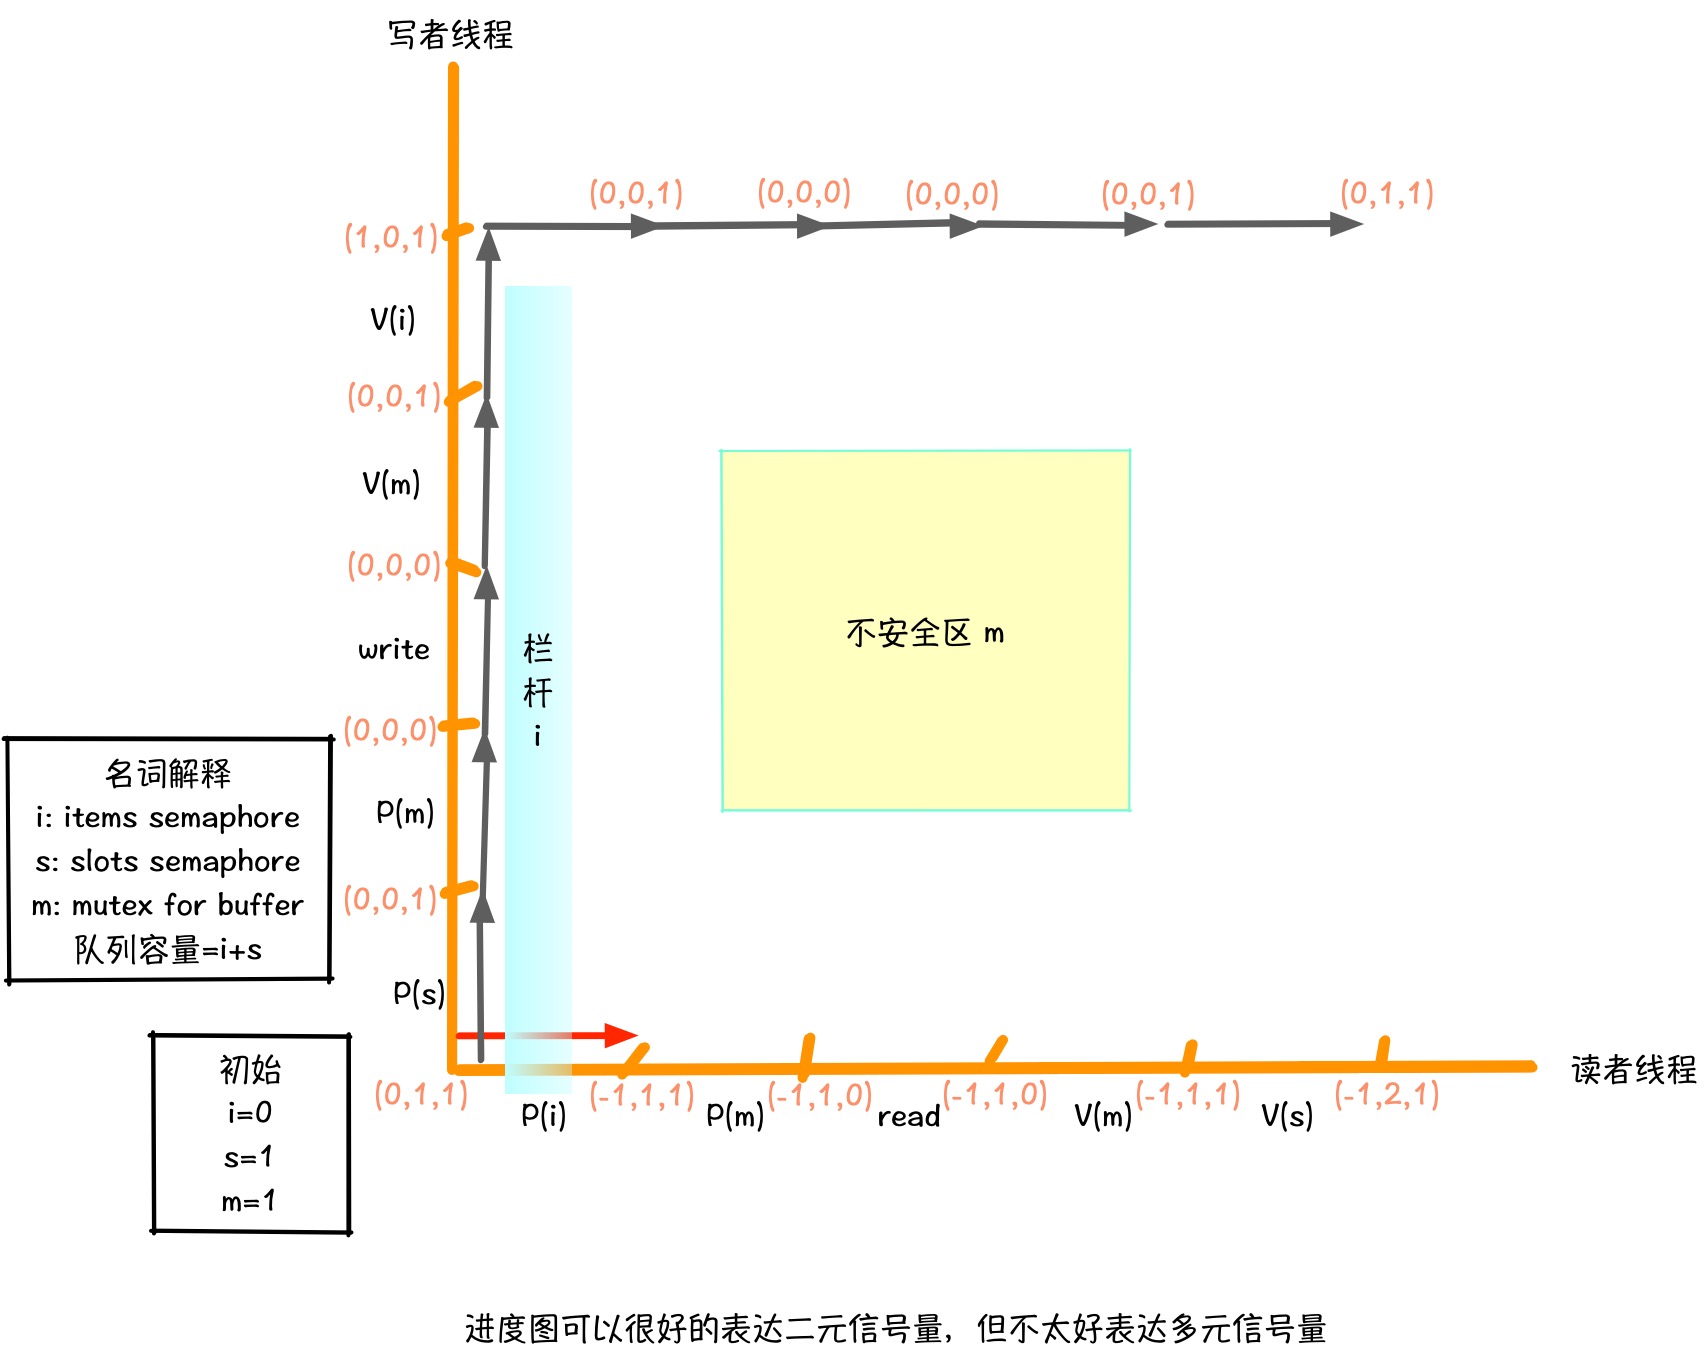 写者线程
(0,0,1)
(0,0,0)
(0,0,0)
(0,0,1)
(0,1,1)
(1,0,1)
V(i)
(0,0,1)
V(m)
(0,0,0)
write
(0,0,0)
P(m)
(0,0,1)
P(s)
栏
杆
i
不安全区 m
名词解释
i: items semaphore
s: slots semaphore
m: mutex for buffer
队列容量=i+s
初始
i=0
s=1
m=1
(0,1,1)
P(i)
(-1,1,1)
P(m)
(-1,1,0)
read
(-1,1,0)
V(m)
(-1,1,1)
V(s)
(-1,2,1)
读者线程
进度图可以很好的表达二元信号量，但不太好表达多元信号量